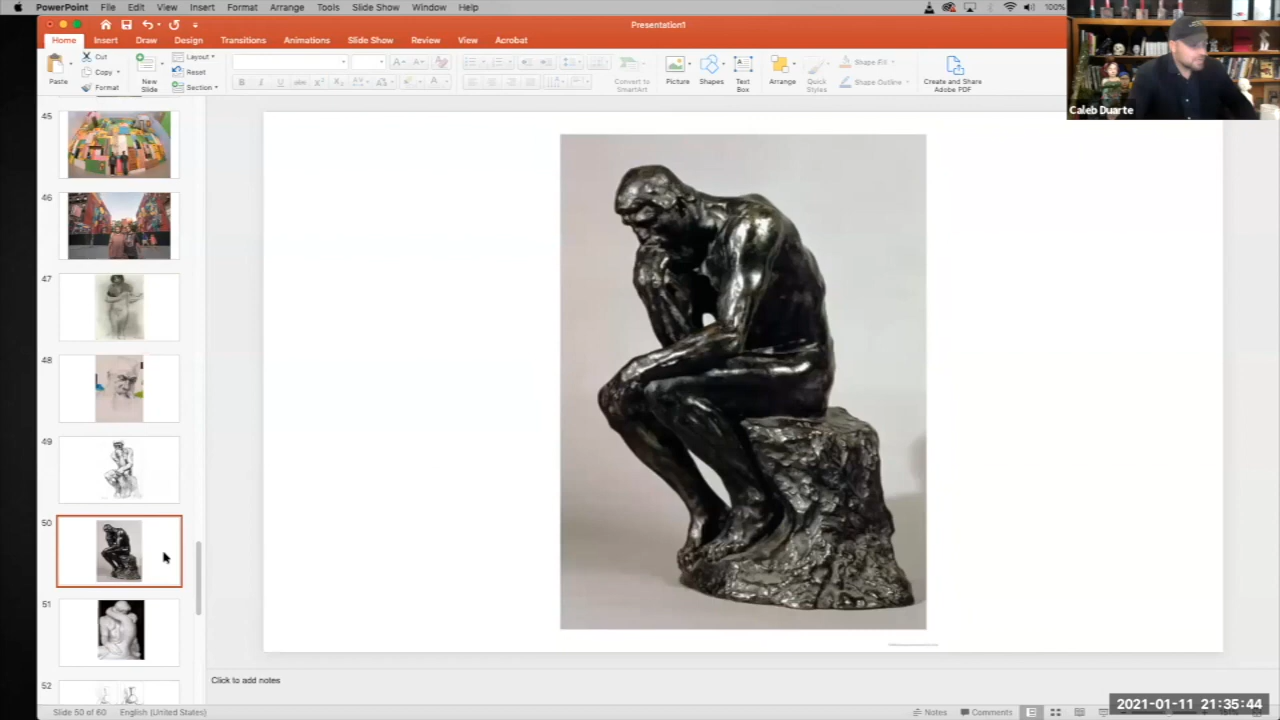 PowerPoint File Edit View Insert Format Arrange Tools Slide Show Window Help 100%
Presentation1
Home Insert Draw Design Transitions Animations Slide Show Review View Acrobat
Paste Cut Copy Format New Slide Layout Reset Section
Convert to SmartArt Picture Shapes Text Box Arrange Quick Styles Shape Fill Shape Outline Create and Share Adobe PDF
Caleb Duarte
45
46
47
48
49
50
51
52
Click to add notes
Slide 50 of 60 English (United States) Notes Comments
2021-01-11 21:35:44